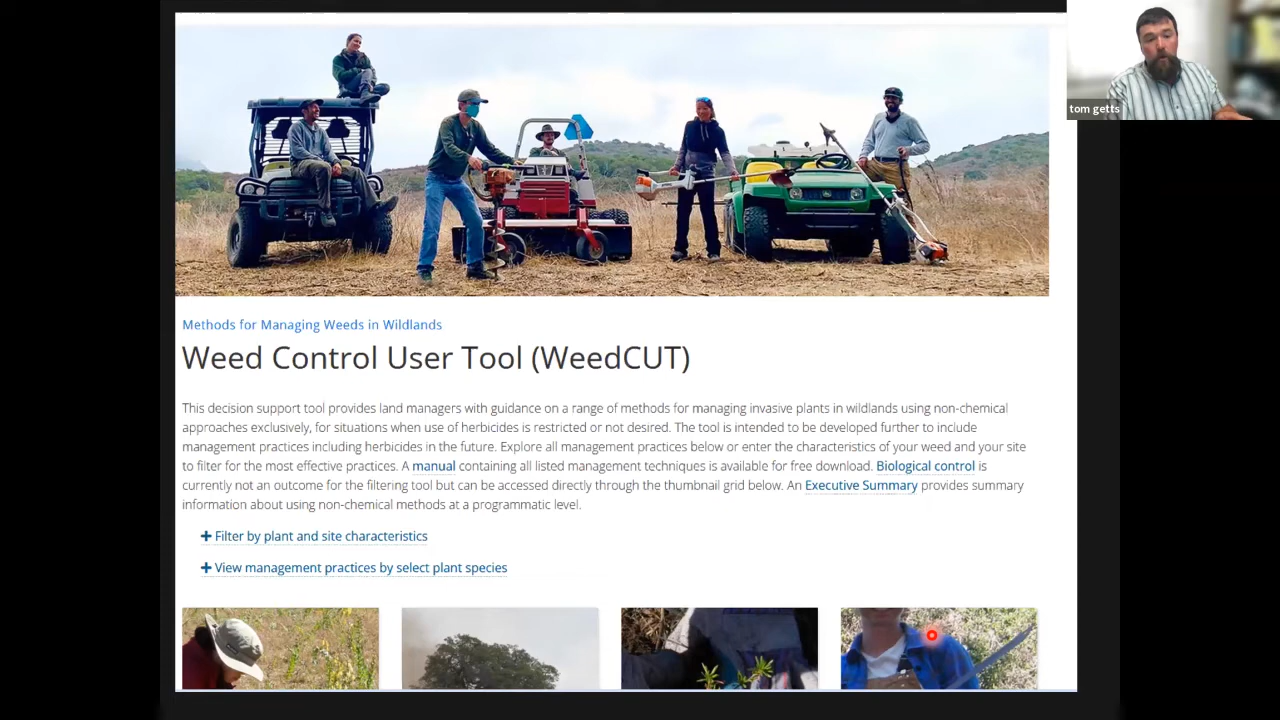 tom getts
Methods for Managing Weeds in Wildlands
Weed Control User Tool (WeedCUT)
This decision support tool provides land managers with guidance on a range of methods for managing invasive plants in wildlands using non-chemical
approaches exclusively, for situations when use of herbicides is restricted or not desired. The tool is intended to be developed further to include
management practices including herbicides in the future. Explore all management practices below or enter the characteristics of your weed and your site
to filter for the most effective practices. A manual containing all listed management techniques is available for free download. Biological control is
currently not an outcome for the filtering tool but can be accessed directly through the thumbnail grid below. An Executive Summary provides summary
information about using non-chemical methods at a programmatic level.
+ Filter by plant and site characteristics
+ View management practices by select plant species